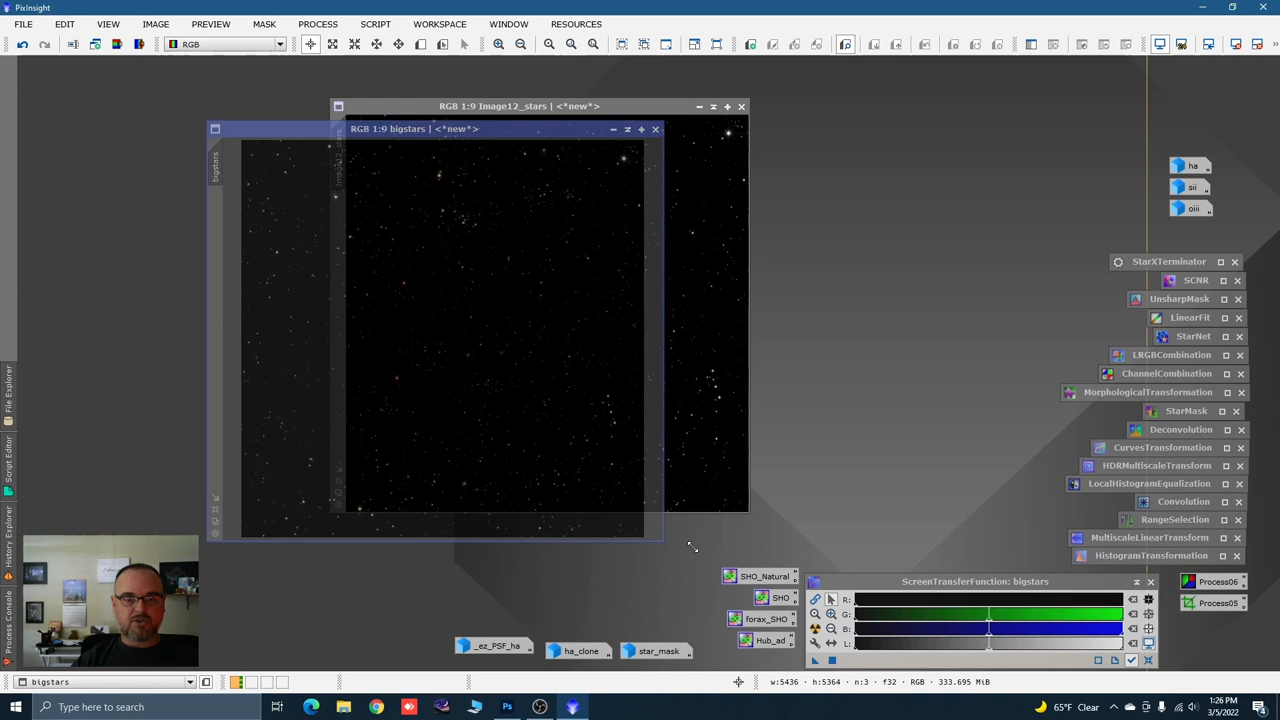 PixInsight
FILE EDIT VIEW IMAGE PREVIEW MASK PROCESS SCRIPT WORKSPACE WINDOW RESOURCES
RGB
RGB 1:9 Image12_stars | <*new*>
RGB 1:9 bigstars | <*new*>
bigstars
Image12_stars
ha
sii
oiii
StarXTerminator
SCNR
UnsharpMask
LinearFit
StarNet
LRGBCombination
ChannelCombination
MorphologicalTransformation
StarMask
Deconvolution
CurvesTransformation
HDRMultiscaleTransform
LocalHistogramEqualization
Convolution
RangeSelection
MultiscaleLinearTransform
HistogramTransformation
File Explorer
Script Editor
History Explorer
Process Console
SHO_Natural
SHO
forax_SHO
Hub_ad
_ez_PSF_ha
ha_clone
star_mask
ScreenTransferFunction: bigstars
R:
G:
B:
L:
Process06
Process05
bigstars
w:5436 · h:5364 · n:3 · f32 · RGB · 333.695 MiB
Type here to search
Ps
65°F Clear
1:26 PM
3/5/2022
4